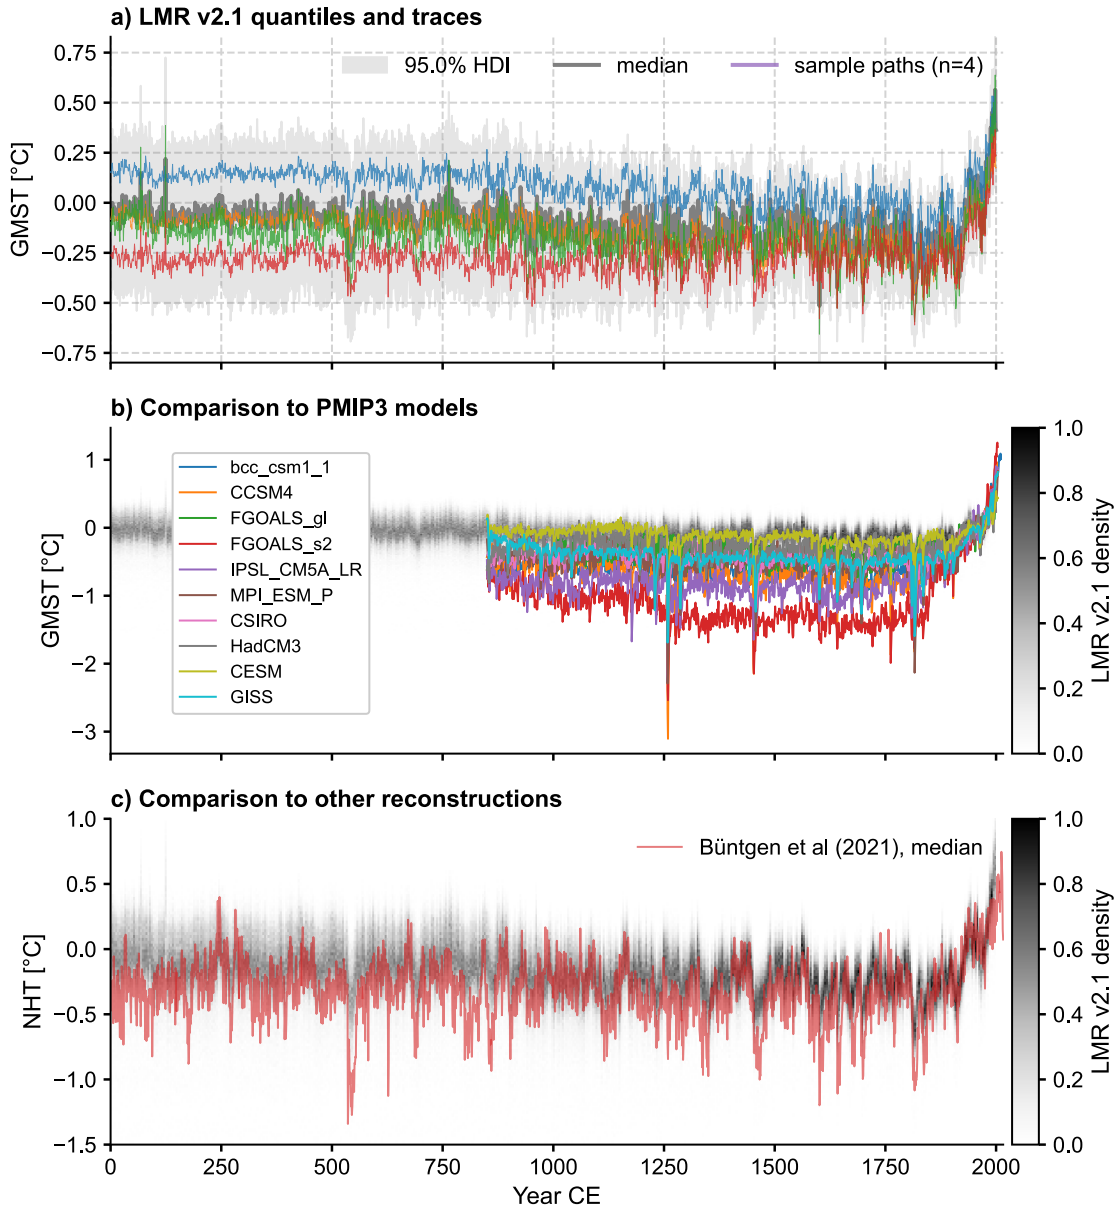 a) LMR v2.1 quantiles and traces
95.0% HDI
median
sample paths (n=4)
0.75
0.50
0.25
0.00
−0.25
−0.50
−0.75
GMST [°C]
b) Comparison to PMIP3 models
bcc_csm1_1
CCSM4
FGOALS_gl
FGOALS_s2
IPSL_CM5A_LR
MPI_ESM_P
CSIRO
HadCM3
CESM
GISS
1
0
−1
−2
−3
GMST [°C]
1.0
0.8
0.6
0.4
0.2
0.0
LMR v2.1 density
c) Comparison to other reconstructions
Büntgen et al (2021), median
1.0
0.5
0.0
−0.5
−1.0
−1.5
NHT [°C]
1.0
0.8
0.6
0.4
0.2
0.0
LMR v2.1 density
0 250 500 750 1000 1250 1500 1750 2000
Year CE